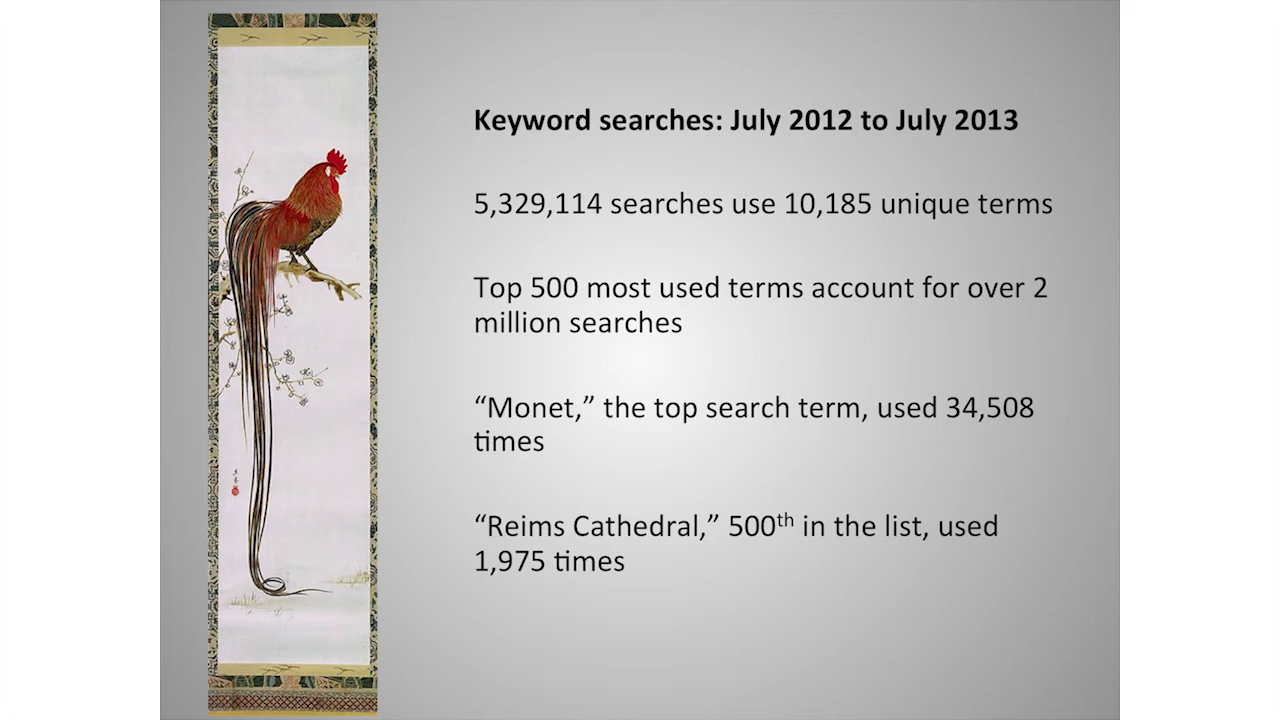 Keyword searches: July 2012 to July 2013
5,329,114 searches use 10,185 unique terms
Top 500 most used terms account for over 2
million searches
“Monet,” the top search term, used 34,508
times
“Reims Cathedral,” 500th in the list, used
1,975 times